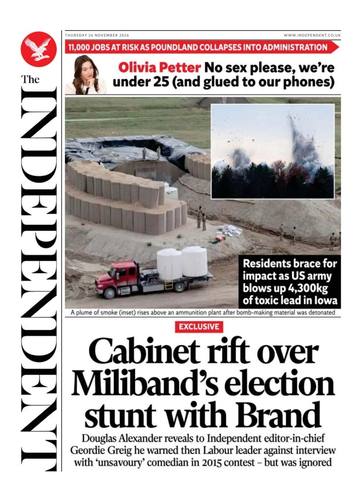 THURSDAY 26 NOVEMBER 2026
WWW.INDEPENDENT.CO.UK
11,000 JOBS AT RISK AS POUNDLAND COLLAPSES INTO ADMINISTRATION
The
INDEPENDENT
Olivia Petter No sex please, we’re
under 25 (and glued to our phones)
Residents brace for
impact as US army
blows up 4,300kg
of toxic lead in Iowa
A plume of smoke (inset) rises above an ammunition plant after bomb-making material was detonated
EXCLUSIVE
Cabinet rift over
Miliband’s election
stunt with Brand
Douglas Alexander reveals to Independent editor-in-chief
Geordie Greig he warned then Labour leader against interview
with ‘unsavoury’ comedian in 2015 contest – but was ignored